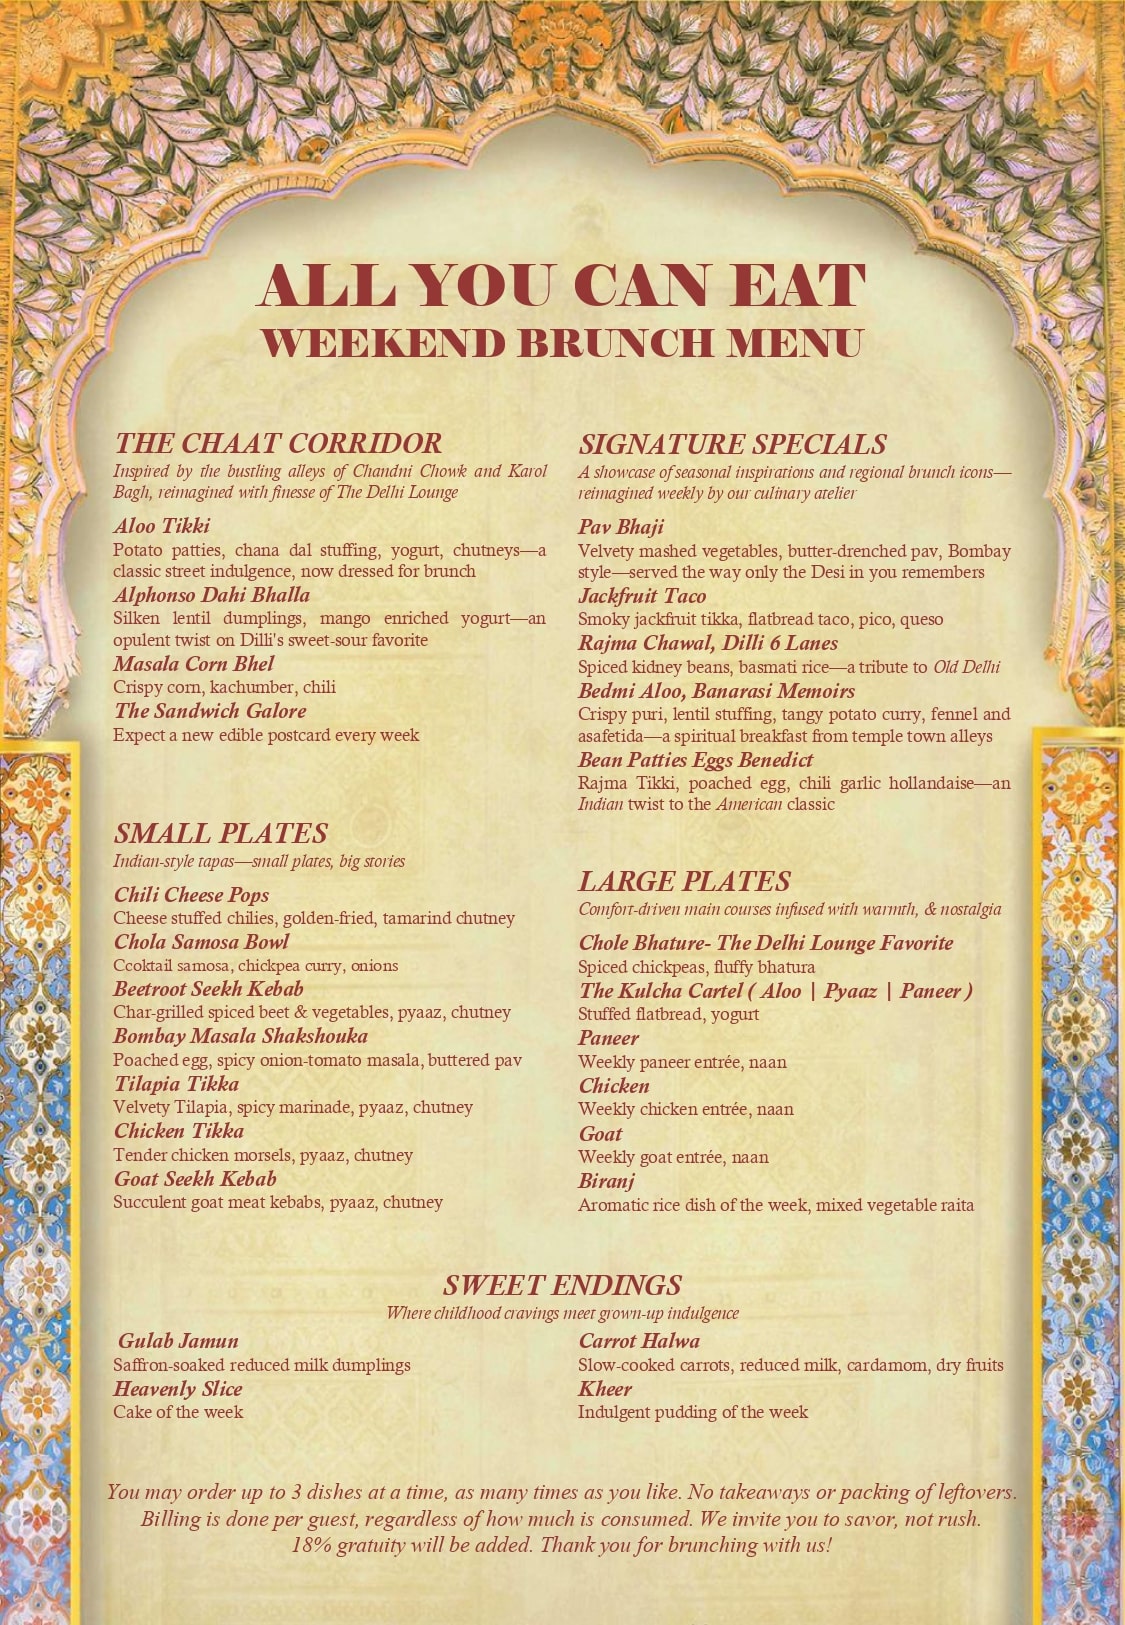 ALL YOU CAN EAT
WEEKEND BRUNCH MENU
THE CHAAT CORRIDOR
Inspired by the bustling alleys of Chandni Chowk and Karol
Bagh, reimagined with finesse of The Delhi Lounge
Aloo Tikki
Potato patties, chana dal stuffing, yogurt, chutneys—a
classic street indulgence, now dressed for brunch
Alphonso Dahi Bhalla
Silken lentil dumplings, mango enriched yogurt—an
opulent twist on Dilli's sweet-sour favorite
Masala Corn Bhel
Crispy corn, kachumber, chili
The Sandwich Galore
Expect a new edible postcard every week
SMALL PLATES
Indian-style tapas—small plates, big stories
Chili Cheese Pops
Cheese stuffed chilies, golden-fried, tamarind chutney
Chola Samosa Bowl
Ccoktail samosa, chickpea curry, onions
Beetroot Seekh Kebab
Char-grilled spiced beet & vegetables, pyaaz, chutney
Bombay Masala Shakshouka
Poached egg, spicy onion-tomato masala, buttered pav
Tilapia Tikka
Velvety Tilapia, spicy marinade, pyaaz, chutney
Chicken Tikka
Tender chicken morsels, pyaaz, chutney
Goat Seekh Kebab
Succulent goat meat kebabs, pyaaz, chutney
SIGNATURE SPECIALS
A showcase of seasonal inspirations and regional brunch icons—
reimagined weekly by our culinary atelier
Pav Bhaji
Velvety mashed vegetables, butter-drenched pav, Bombay
style—served the way only the Desi in you remembers
Jackfruit Taco
Smoky jackfruit tikka, flatbread taco, pico, queso
Rajma Chawal, Dilli 6 Lanes
Spiced kidney beans, basmati rice—a tribute to Old Delhi
Bedmi Aloo, Banarasi Memoirs
Crispy puri, lentil stuffing, tangy potato curry, fennel and
asafetida—a spiritual breakfast from temple town alleys
Bean Patties Eggs Benedict
Rajma Tikki, poached egg, chili garlic hollandaise—an
Indian twist to the American classic
LARGE PLATES
Comfort-driven main courses infused with warmth, & nostalgia
Chole Bhature- The Delhi Lounge Favorite
Spiced chickpeas, fluffy bhatura
The Kulcha Cartel ( Aloo | Pyaaz | Paneer )
Stuffed flatbread, yogurt
Paneer
Weekly paneer entrée, naan
Chicken
Weekly chicken entrée, naan
Goat
Weekly goat entrée, naan
Biranj
Aromatic rice dish of the week, mixed vegetable raita
SWEET ENDINGS
Where childhood cravings meet grown-up indulgence
Gulab Jamun
Saffron-soaked reduced milk dumplings
Heavenly Slice
Cake of the week
Carrot Halwa
Slow-cooked carrots, reduced milk, cardamom, dry fruits
Kheer
Indulgent pudding of the week
You may order up to 3 dishes at a time, as many times as you like. No takeaways or packing of leftovers.
Billing is done per guest, regardless of how much is consumed. We invite you to savor, not rush.
18% gratuity will be added. Thank you for brunching with us!